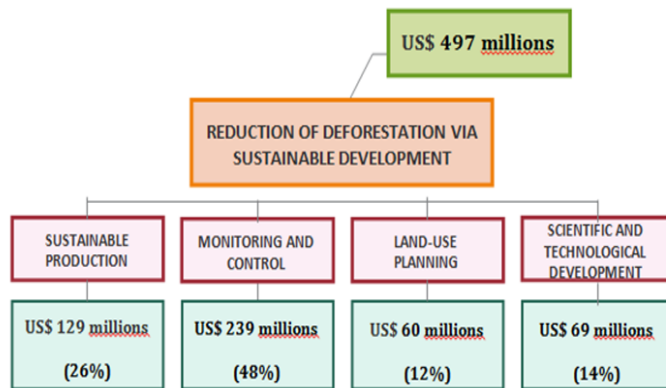 US$ 497 millions
REDUCTION OF DEFORESTATION VIA
SUSTAINABLE DEVELOPMENT
SUSTAINABLE
PRODUCTION
MONITORING AND
CONTROL
LAND-USE
PLANNING
SCIENTIFIC AND
TECHNOLOGICAL
DEVELOPMENT
US$ 129 millions
(26%)
US$ 239 millions
(48%)
US$ 60 millions
(12%)
US$ 69 millions
(14%)